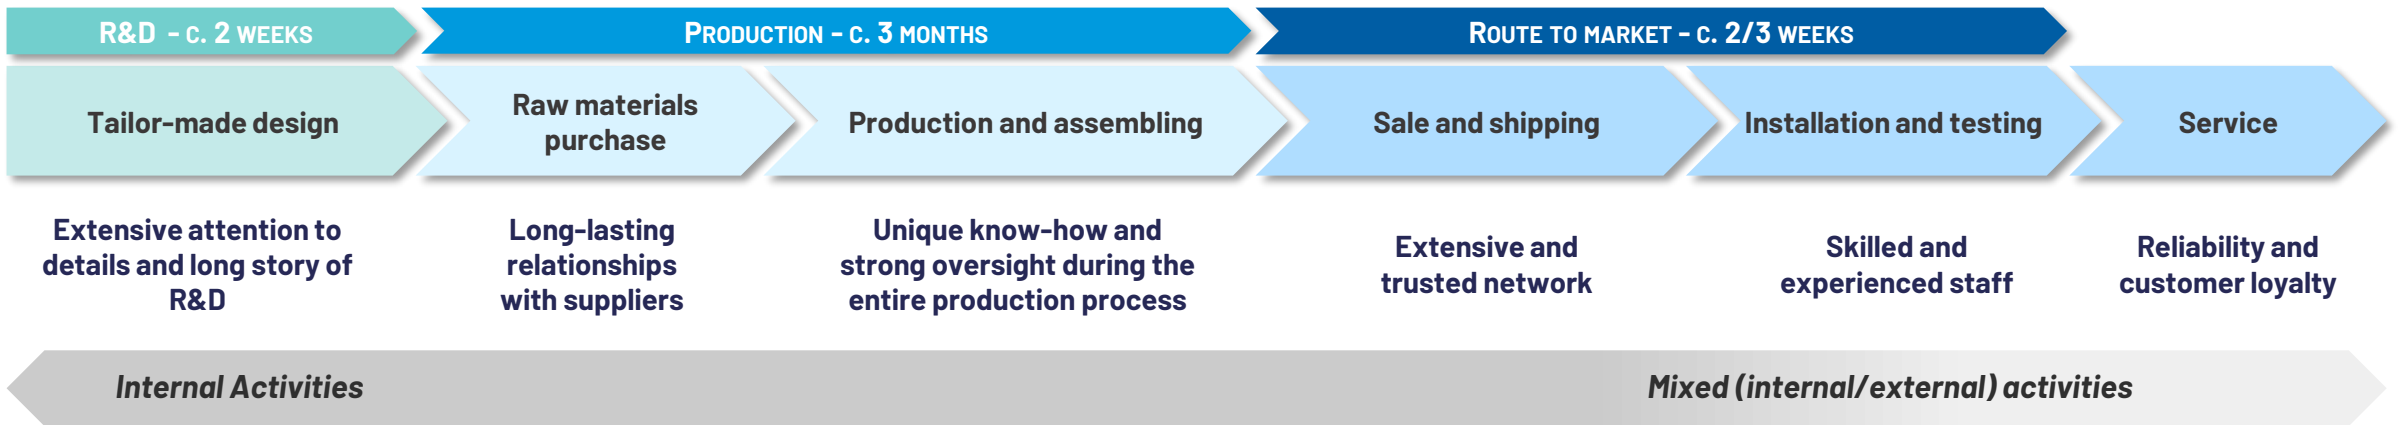 R&D - C. 2 WEEKS
PRODUCTION - C. 3 MONTHS
ROUTE TO MARKET - C. 2/3 WEEKS
Tailor-made design
Raw materials
purchase
Production and assembling
Sale and shipping
Installation and testing
Service
Extensive attention to
details and long story of
R&D
Long-lasting
relationships
with suppliers
Unique know-how and
strong oversight during the
entire production process
Extensive and
trusted network
Skilled and
experienced staff
Reliability and
customer loyalty
Internal Activities
Mixed (internal/external) activities